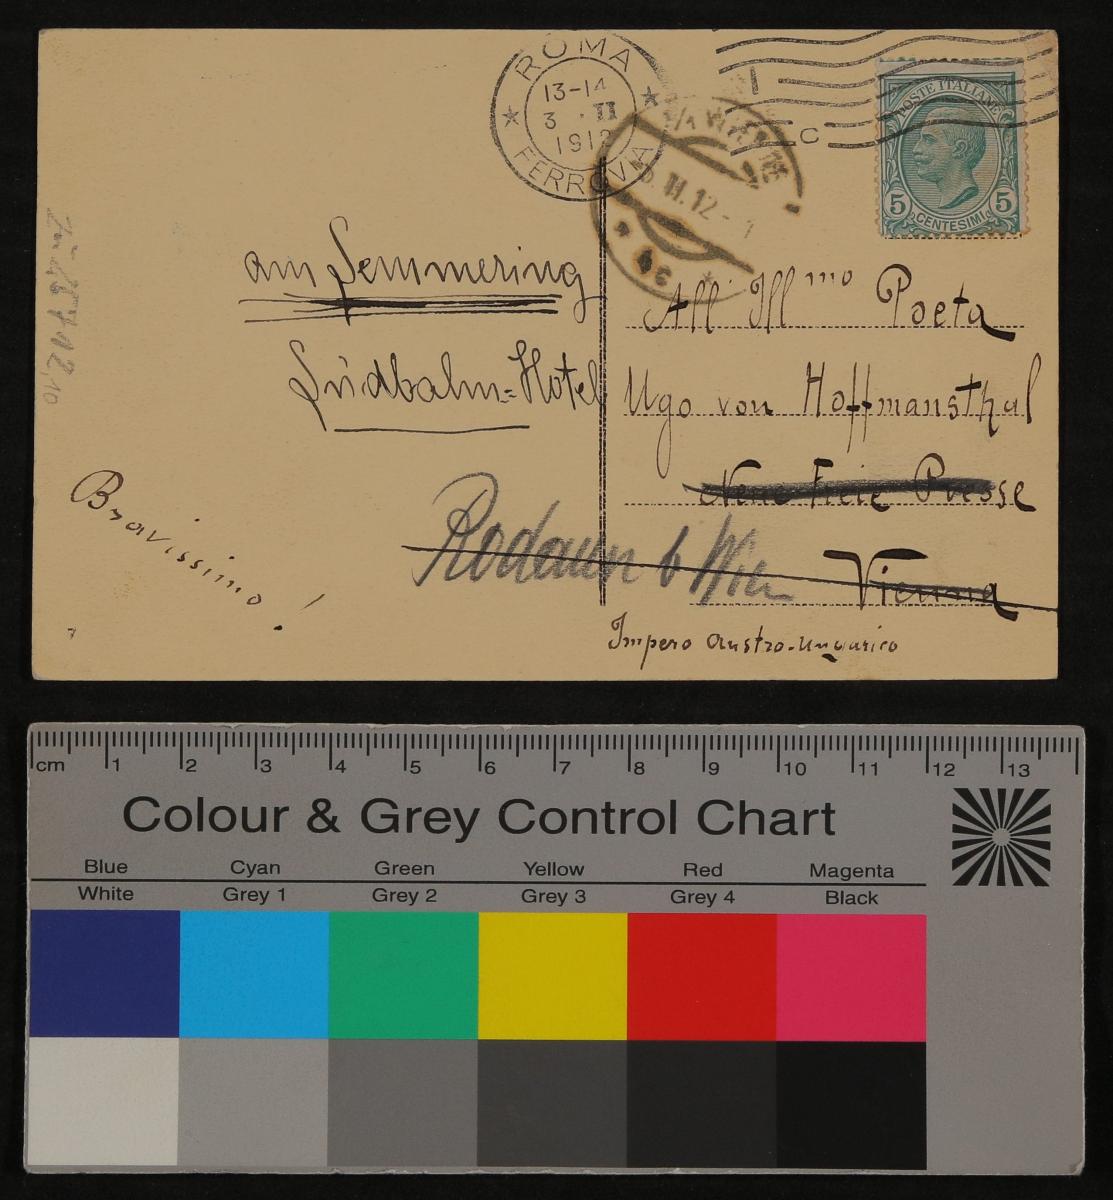 ROMA
13-14
3 · II
1912
FERROVIA
C
POSTE ITALIANE
5 5
CENTESIMI
II.12
am Semmering
Südbahn=Hotel
Bravissimo!
All' Ill mo Poeta
Ugo von Hoffmansthal
Neue Freie Presse
Rodaun b Wien
Vienna
Impero Austro-Ungarico
cm 1 2 3 4 5 6 7 8 9 10 11 12 13
Colour & Grey Control Chart
Blue Cyan Green Yellow Red Magenta
White Grey 1 Grey 2 Grey 3 Grey 4 Black